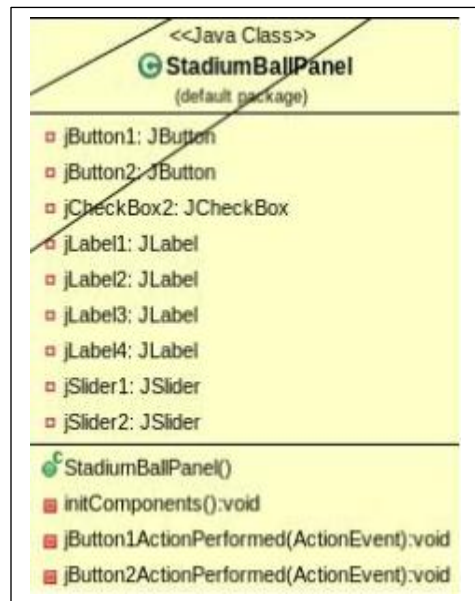 <<Java Class>>
StadiumBallPanel
(default package)
jButton1: JButton
jButton2: JButton
jCheckBox2: JCheckBox
jLabel1: JLabel
jLabel2: JLabel
jLabel3: JLabel
jLabel4: JLabel
jSlider1: JSlider
jSlider2: JSlider
StadiumBallPanel()
initComponents():void
jButton1ActionPerformed(ActionEvent):void
jButton2ActionPerformed(ActionEvent):void